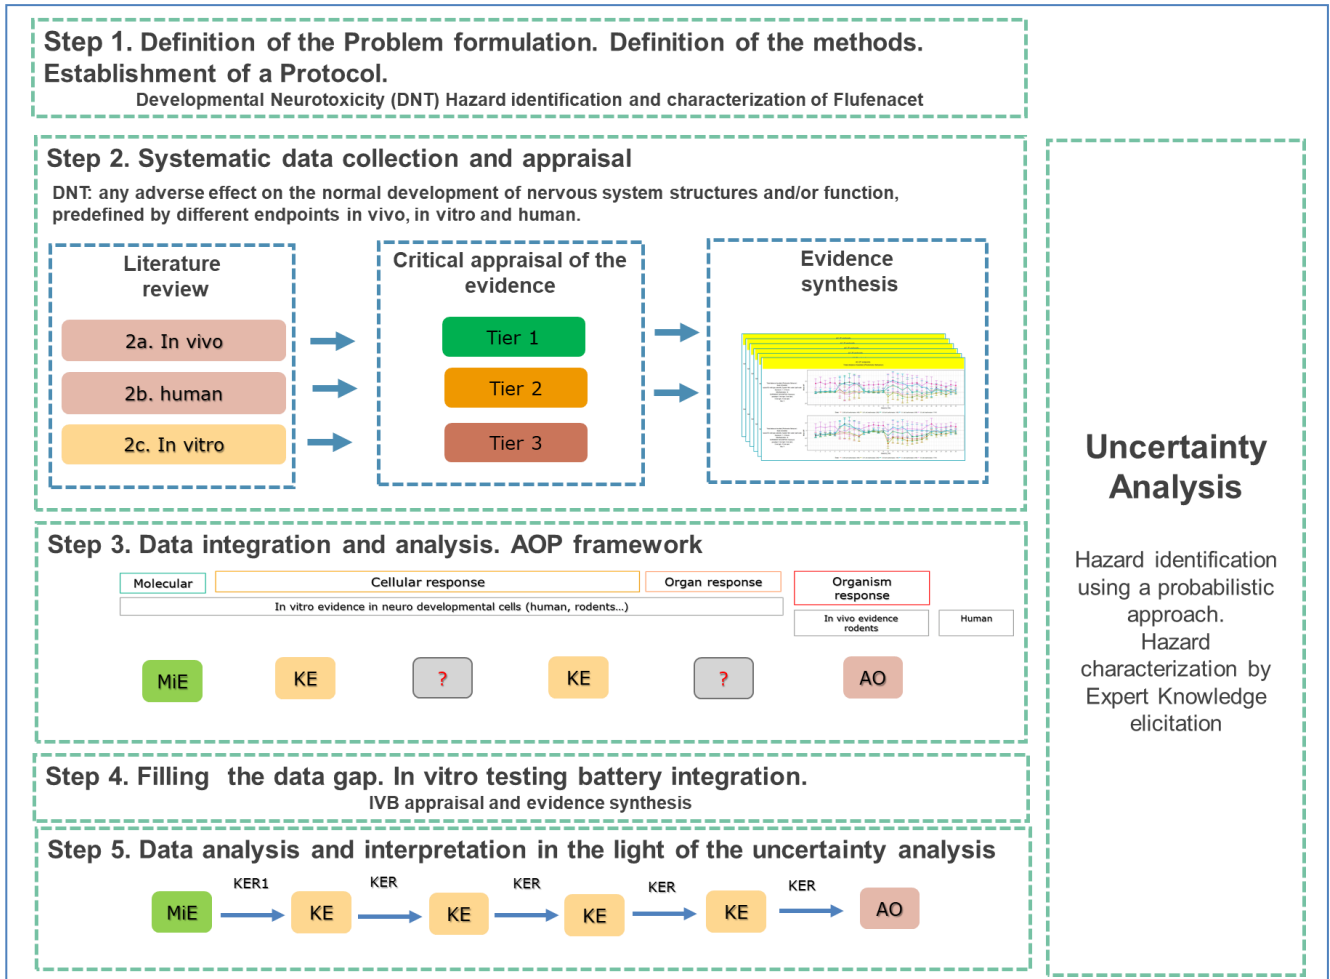 Step 1. Definition of the Problem formulation. Definition of the methods.
Establishment of a Protocol.
Developmental Neurotoxicity (DNT) Hazard identification and characterization of Flufenacet
Step 2. Systematic data collection and appraisal
DNT: any adverse effect on the normal development of nervous system structures and/or function,
predefined by different endpoints in vivo, in vitro and human.
Literature
review
2a. In vivo
2b. human
2c. In vitro
Critical appraisal of the
evidence
Tier 1
Tier 2
Tier 3
Evidence
synthesis
Step 3. Data integration and analysis. AOP framework
Molecular
Cellular response
Organ response
Organism
response
In vitro evidence in neuro developmental cells (human, rodents...)
In vivo evidence
rodents
Human
MiE
KE
?
KE
?
AO
Step 4. Filling the data gap. In vitro testing battery integration.
IVB appraisal and evidence synthesis
Step 5. Data analysis and interpretation in the light of the uncertainty analysis
KER1
KER
KER
KER
KER
MiE
KE
KE
KE
KE
AO
Uncertainty
Analysis
Hazard identification
using a probabilistic
approach.
Hazard
characterization by
Expert Knowledge
elicitation